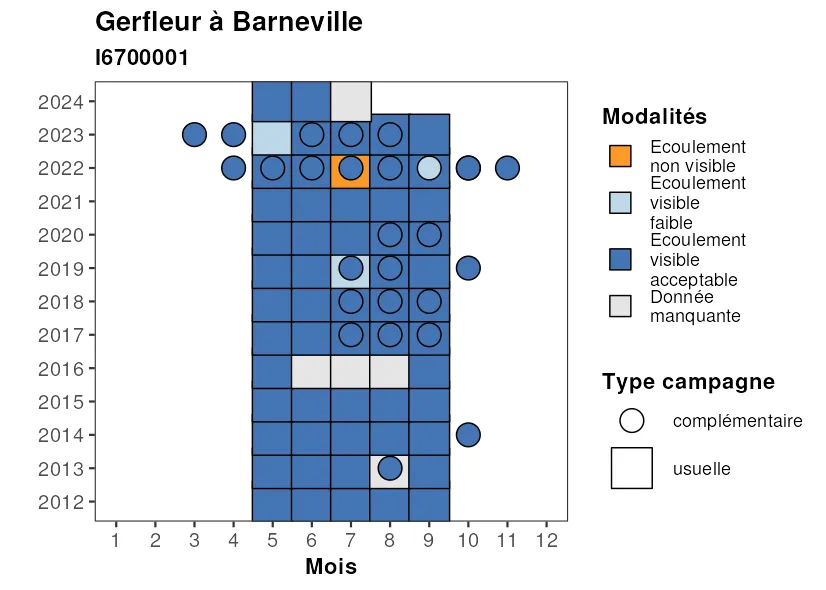 Gerfleur à Barneville
I6700001
2024
2023
2022
2021
2020
2019
2018
2017
2016
2015
2014
2013
2012
1 2 3 4 5 6 7 8 9 10 11 12
Mois
Modalités
Ecoulement
non visible
Ecoulement
visible
faible
Ecoulement
visible
acceptable
Donnée
manquante
Type campagne
complémentaire
usuelle